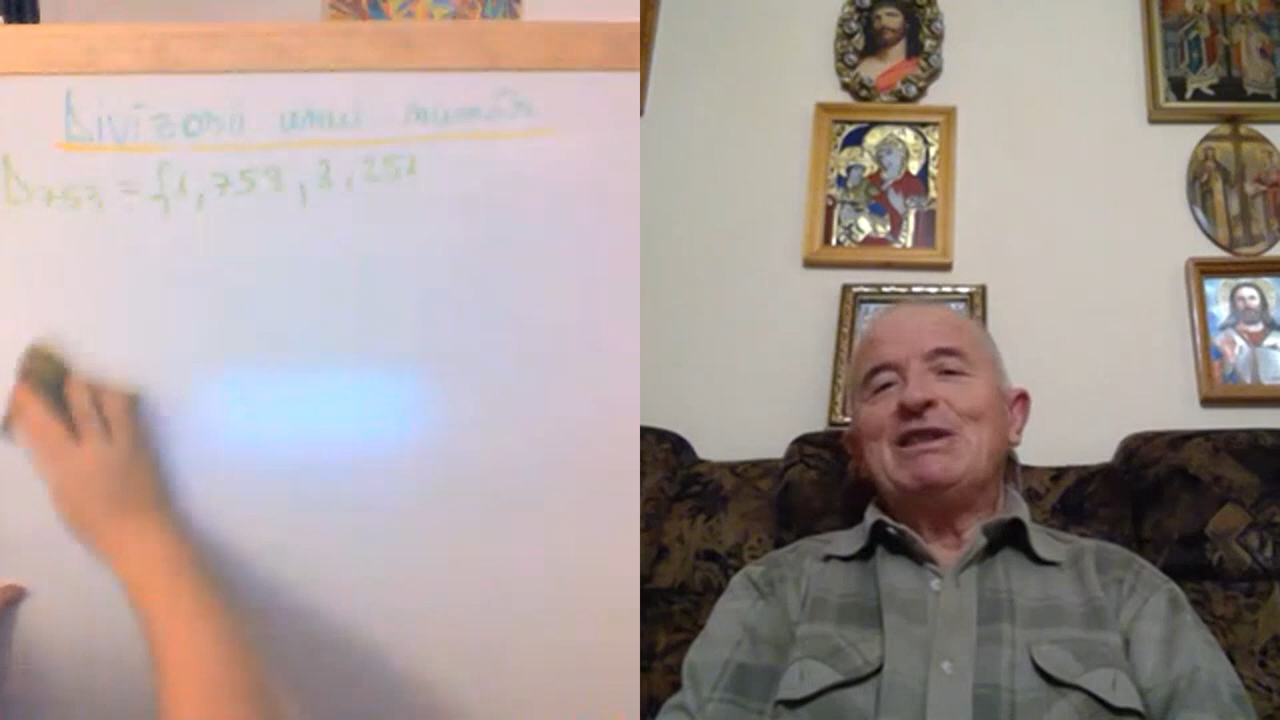 Divizorii unui număr
D753 = {1, 753, 3, 251